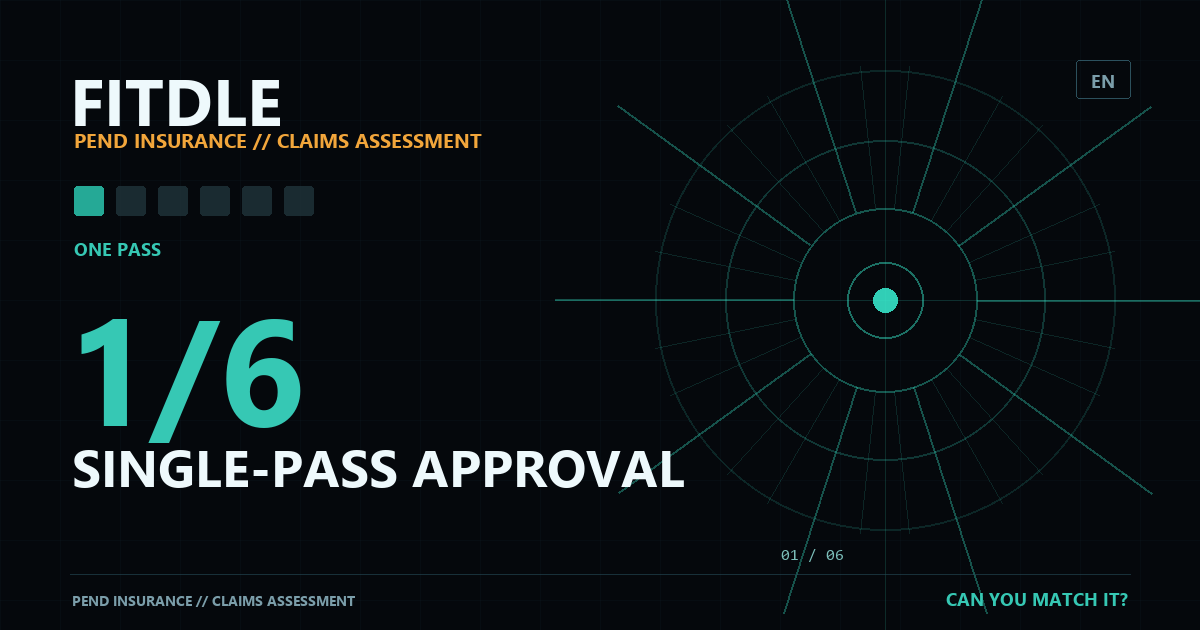 FITDLE
EN
PEND INSURANCE // CLAIMS ASSESSMENT
ONE PASS
1/6
SINGLE-PASS APPROVAL
01 / 06
PEND INSURANCE // CLAIMS ASSESSMENT
CAN YOU MATCH IT?